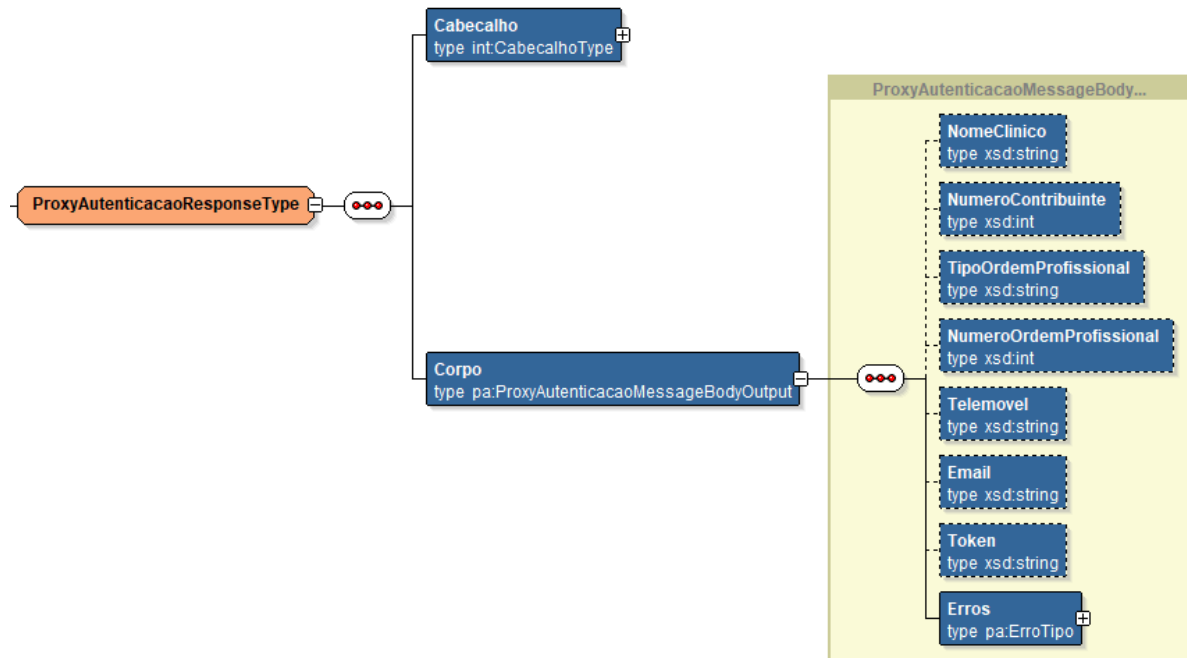 ProxyAutenticacaoResponseType
Cabecalho
type int:CabecalhoType
Corpo
type pa:ProxyAutenticacaoMessageBodyOutput
ProxyAutenticacaoMessageBody...
NomeClinico
type xsd:string
NumeroContribuinte
type xsd:int
TipoOrdemProfissional
type xsd:string
NumeroOrdemProfissional
type xsd:int
Telemovel
type xsd:string
Email
type xsd:string
Token
type xsd:string
Erros
type pa:ErroTipo